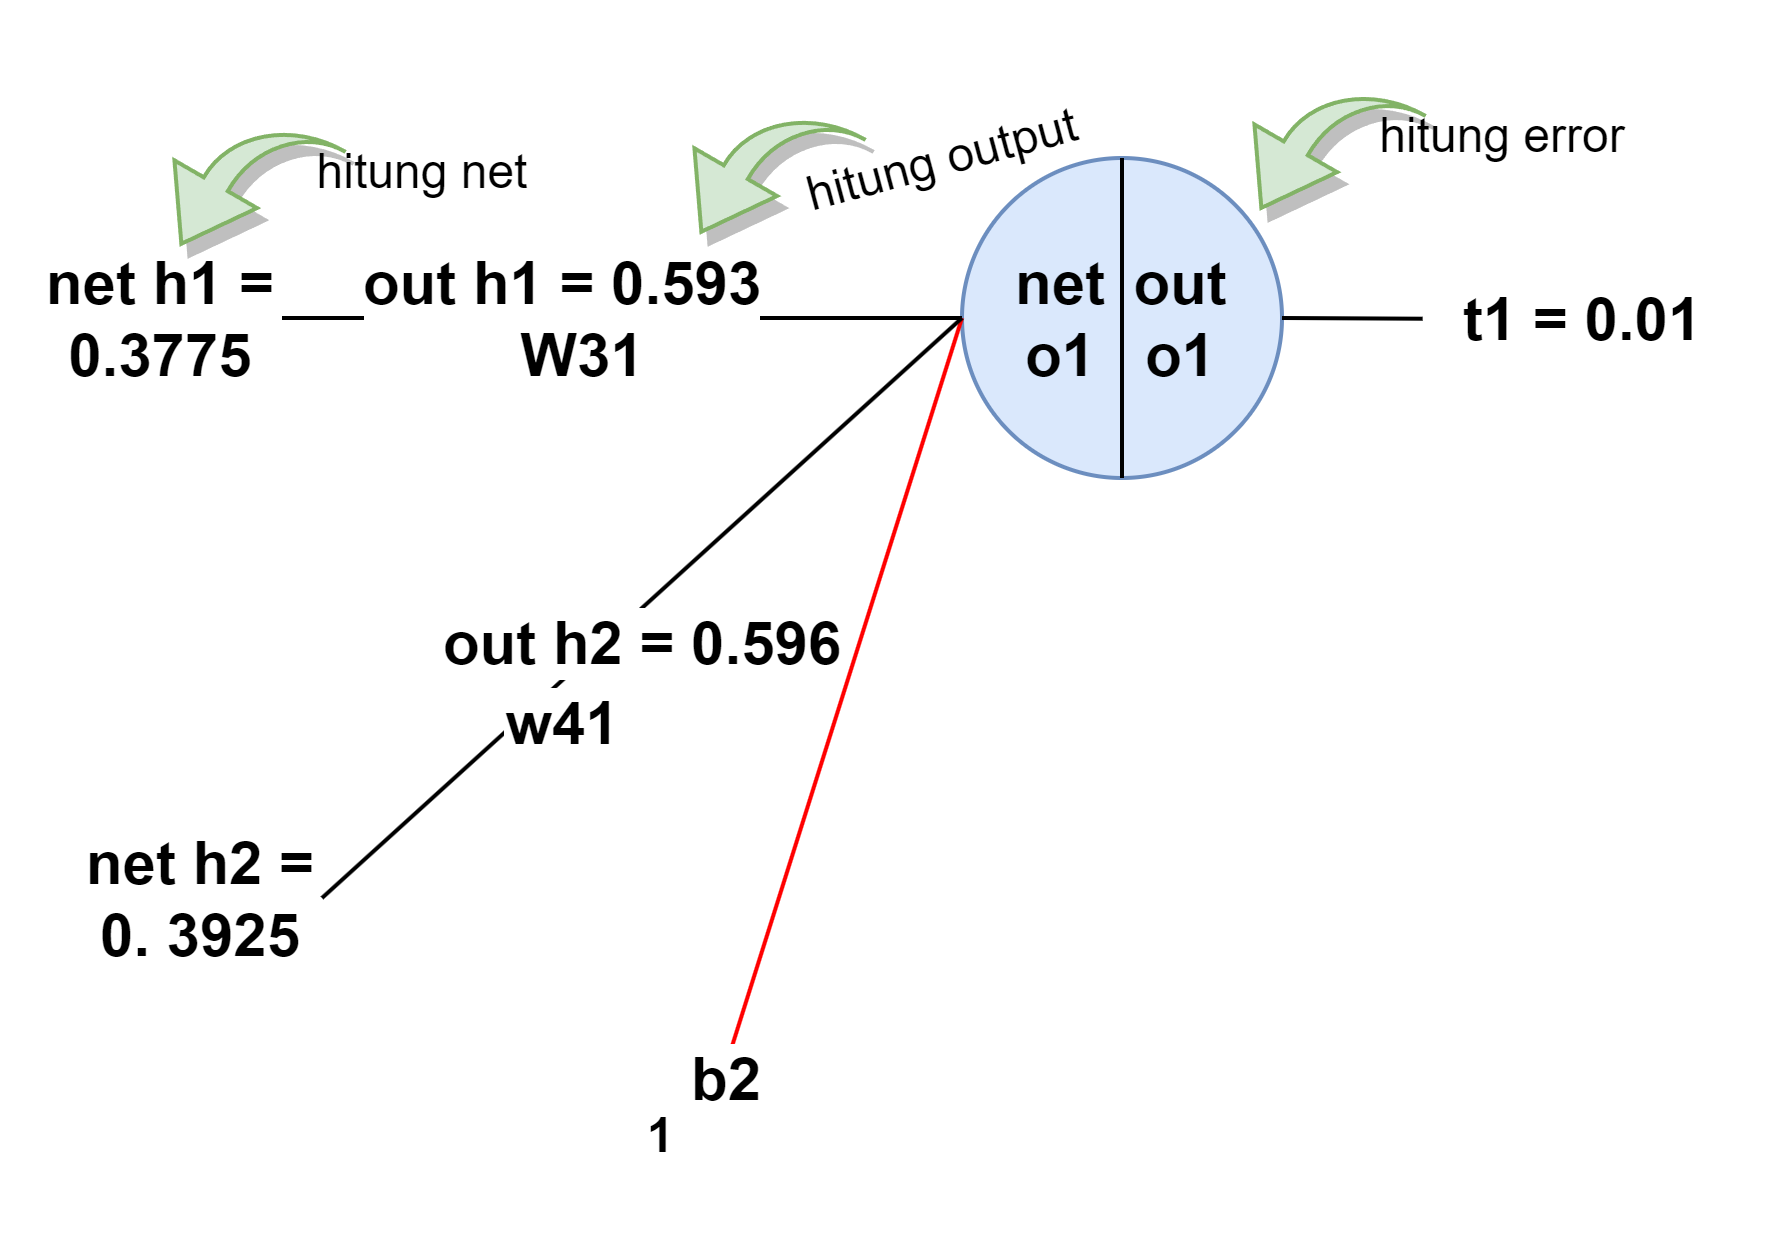 hitung net
hitung output
hitung error
net h1 =
0.3775
out h1 = 0.593
W31
net
o1
out
o1
t1 = 0.01
out h2 = 0.596
w41
net h2 =
0. 3925
b2
1